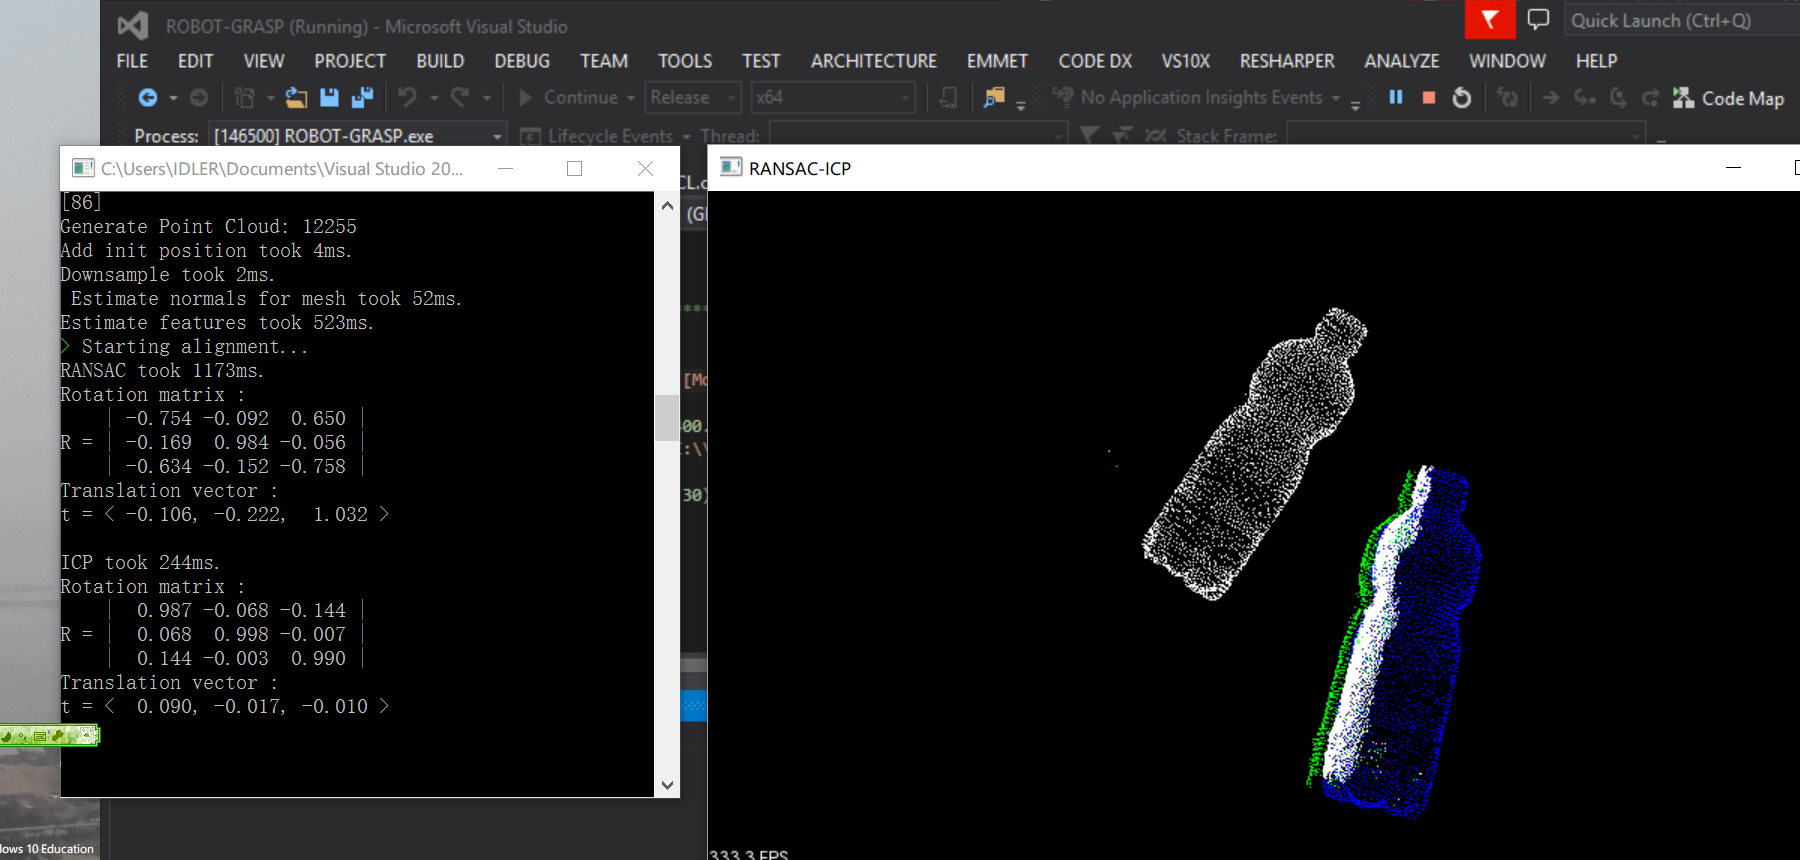 ROBOT-GRASP (Running) - Microsoft Visual Studio
Quick Launch (Ctrl+Q)
FILE EDIT VIEW PROJECT BUILD DEBUG TEAM TOOLS TEST ARCHITECTURE EMMET CODE DX VS10X RESHARPER ANALYZE WINDOW HELP
Continue Release x64 No Application Insights Events Code Map
Process: [146500] ROBOT-GRASP.exe Lifecycle Events Thread: Stack Frame:
C:\Users\IDLER\Documents\Visual Studio 20...
RANSAC-ICP
[86]
Generate Point Cloud: 12255
Add init position took 4ms.
Downsample took 2ms.
Estimate normals for mesh took 52ms.
Estimate features took 523ms.
> Starting alignment...
RANSAC took 1173ms.
Rotation matrix :
| -0.754 -0.092 0.650 |
R = | -0.169 0.984 -0.056 |
| -0.634 -0.152 -0.758 |
Translation vector :
t = < -0.106, -0.222, 1.032 >
ICP took 244ms.
Rotation matrix :
| 0.987 -0.068 -0.144 |
R = | 0.068 0.998 -0.007 |
| 0.144 -0.003 0.990 |
Translation vector :
t = < 0.090, -0.017, -0.010 >
CL.c
(GI
****
[Mo
00.
:\\
30)
dows 10 Education
333.3 FPS